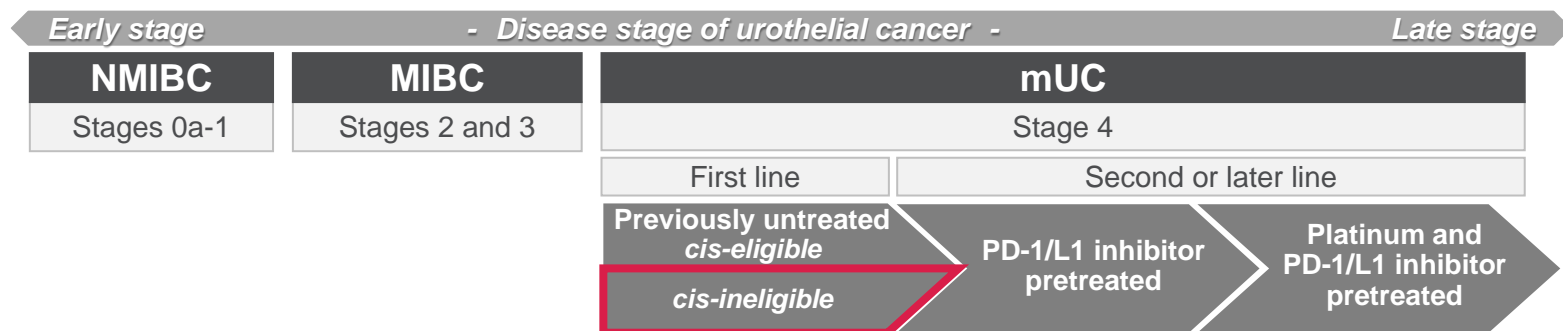 Early stage - Disease stage of urothelial cancer - Late stage
NMIBC MIBC mUC
Stages 0a-1 Stages 2 and 3 Stage 4
First line Second or later line
Previously untreated
cis-eligible
cis-ineligible
PD-1/L1 inhibitor
pretreated
Platinum and
PD-1/L1 inhibitor
pretreated